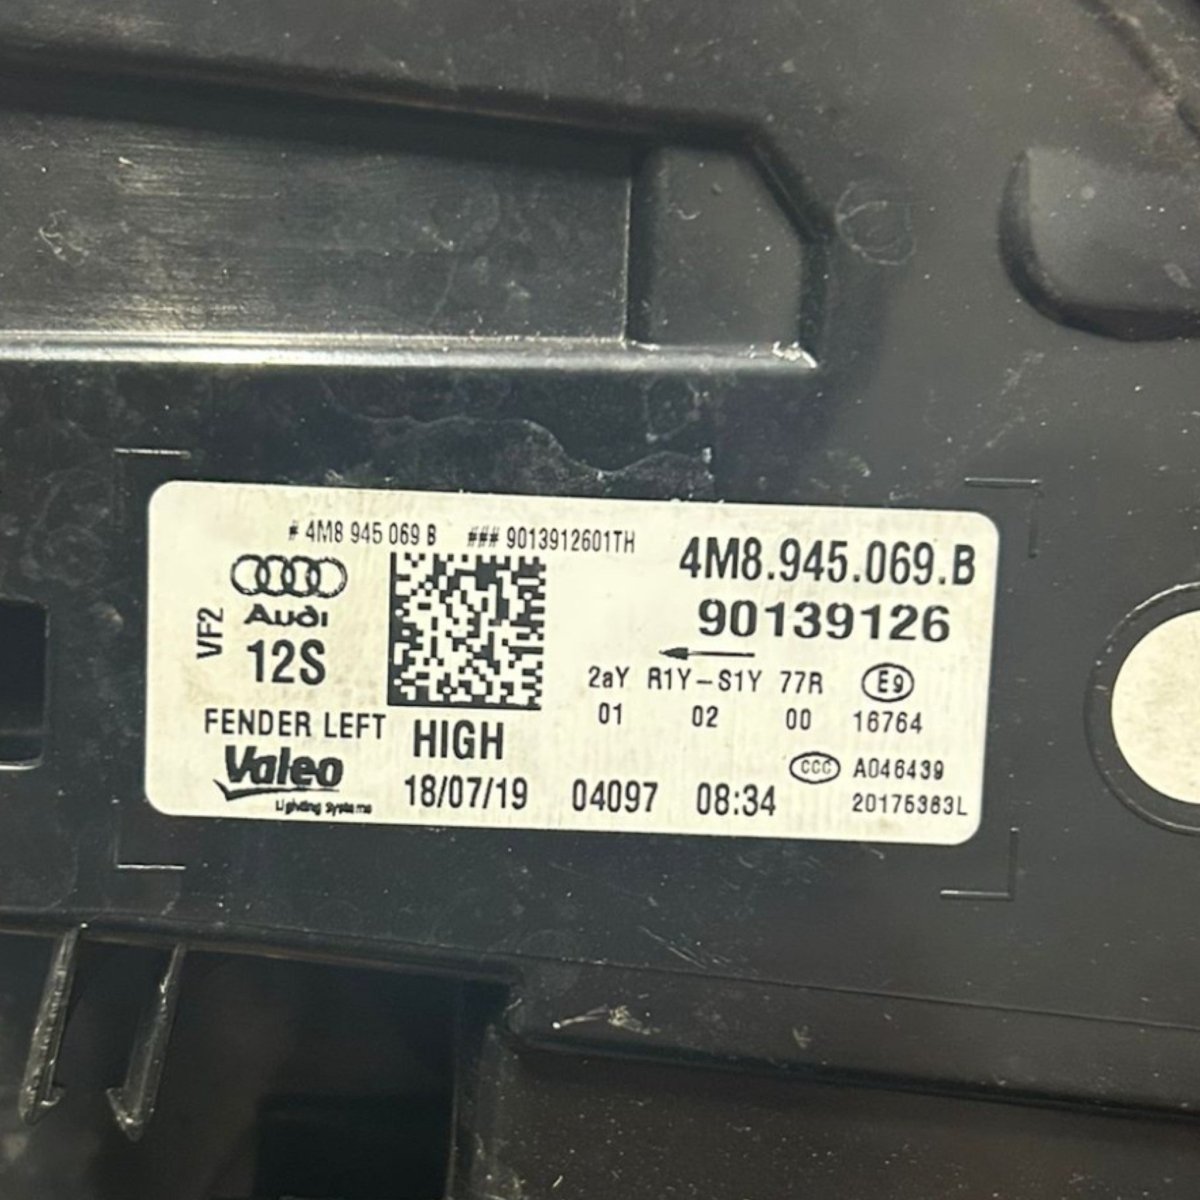 # 4M8 945 069 B ### 9013912601TH
4M8.945.069.B
Audi
90139126
VF2
12S
2aY R1Y-S1Y 77R E9
01 02 00 16764
FENDER LEFT
HIGH
Valeo
Lighting Systems
CCC A046439
18/07/19 04097 08:34
20175363L